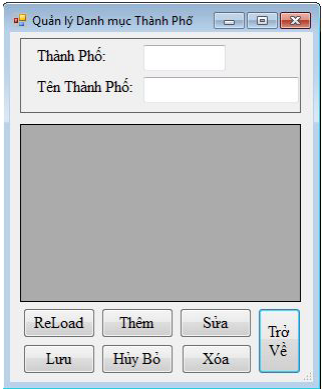 Quản lý Danh mục Thành Phố
Thành Phố:
Tên Thành Phố:
ReLoad Thêm Sửa Trở Về
Lưu Hủy Bỏ Xóa